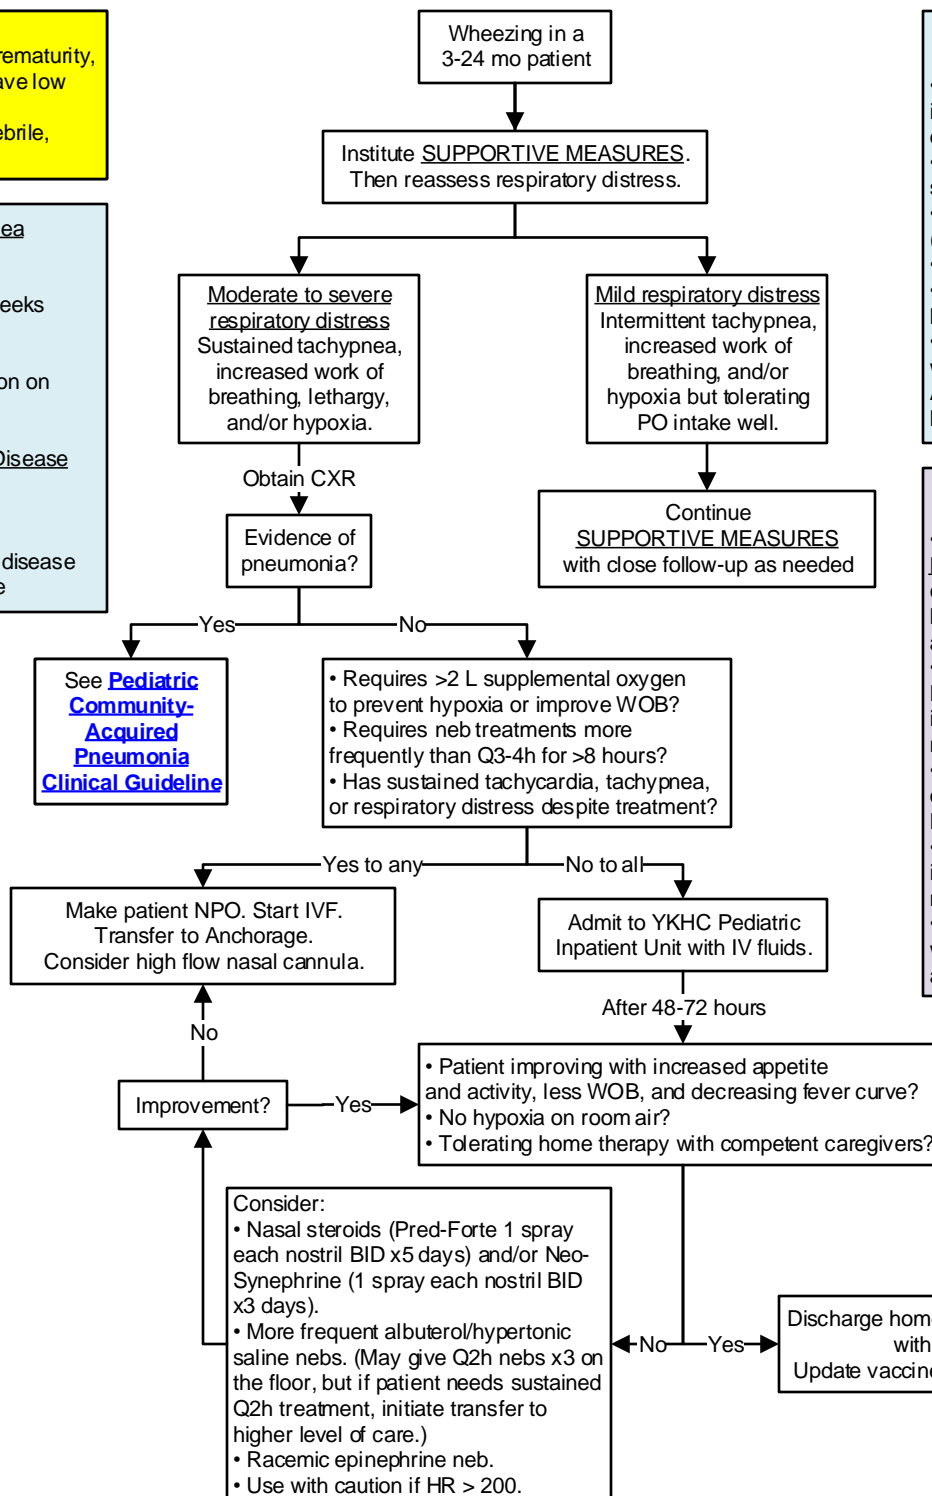 Wheezing in a
3-24 mo patient
Institute SUPPORTIVE MEASURES.
Then reassess respiratory distress.
Moderate to severe
respiratory distress
Sustained tachypnea,
increased work of
breathing, lethargy,
and/or hypoxia.
Mild respiratory distress
Intermittent tachypnea,
increased work of
breathing, and/or
hypoxia but tolerating
PO intake well.
Obtain CXR
Continue
SUPPORTIVE MEASURES
with close follow-up as needed
Evidence of
pneumonia?
Yes
No
See Pediatric
Community-
Acquired
Pneumonia
Clinical Guideline
• Requires >2 L supplemental oxygen
to prevent hypoxia or improve WOB?
• Requires neb treatments more
frequently than Q3-4h for >8 hours?
• Has sustained tachycardia, tachypnea,
or respiratory distress despite treatment?
Yes to any
No to all
Make patient NPO. Start IVF.
Transfer to Anchorage.
Consider high flow nasal cannula.
Admit to YKHC Pediatric
Inpatient Unit with IV fluids.
After 48-72 hours
No
Improvement?
Yes
• Patient improving with increased appetite
and activity, less WOB, and decreasing fever curve?
• No hypoxia on room air?
• Tolerating home therapy with competent caregivers?
Consider:
• Nasal steroids (Pred-Forte 1 spray
each nostril BID x5 days) and/or Neo-
Synephrine (1 spray each nostril BID
x3 days).
• More frequent albuterol/hypertonic
saline nebs. (May give Q2h nebs x3 on
the floor, but if patient needs sustained
Q2h treatment, initiate transfer to
higher level of care.)
• Racemic epinephrine neb.
• Use with caution if HR > 200.
No
Yes
Discharge home
with
Update vaccine
rematurity,
ave low
ebrile,
ea
eeks
on on
Disease
disease
e